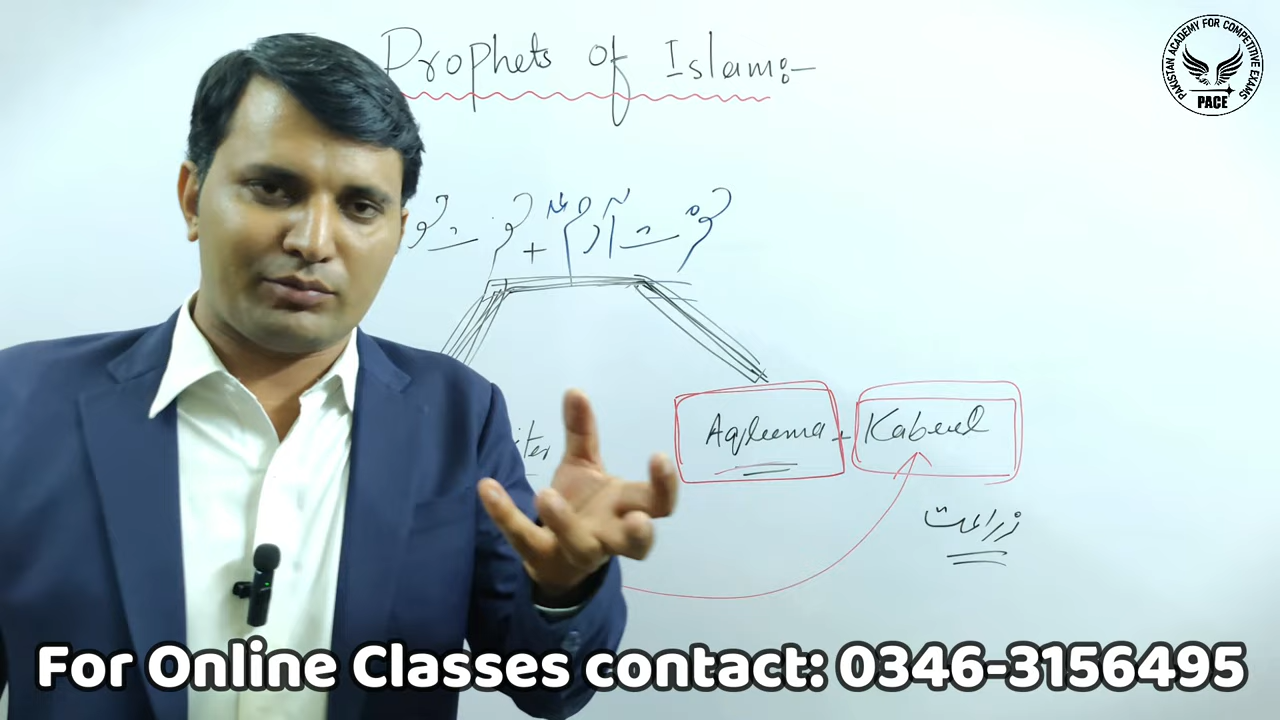 Prophets of Islam:-
PAKISTAN ACADEMY FOR COMPETITIVE EXAMS
PACE
حضرت آدمؑ + حضرت
Aqleema + Kabeel
زراعت
For Online Classes contact: 0346-3156495